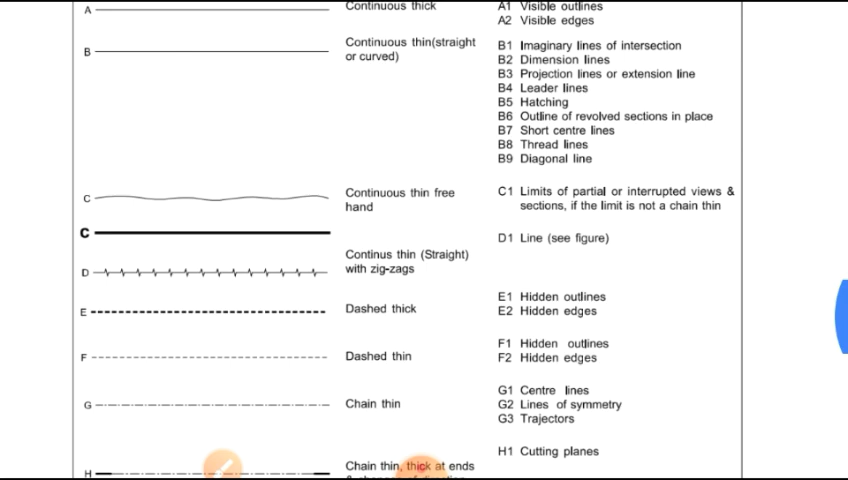 A
Continuous thick
A1 Visible outlines
A2 Visible edges
B
Continuous thin(straight
or curved)
B1 Imaginary lines of intersection
B2 Dimension lines
B3 Projection lines or extension line
B4 Leader lines
B5 Hatching
B6 Outline of revolved sections in place
B7 Short centre lines
B8 Thread lines
B9 Diagonal line
C
Continuous thin free
hand
C1 Limits of partial or interrupted views &
sections, if the limit is not a chain thin
C
D1 Line (see figure)
D
Continus thin (Straight)
with zig-zags
E
Dashed thick
E1 Hidden outlines
E2 Hidden edges
F
Dashed thin
F1 Hidden outlines
F2 Hidden edges
G
Chain thin
G1 Centre lines
G2 Lines of symmetry
G3 Trajectors
H
Chain thin, thick at ends
H1 Cutting planes